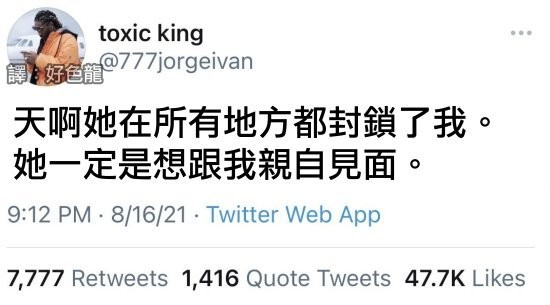 toxic king
@777jorgeivan
譯：好色龍
天啊她在所有地方都封鎖了我。
她一定是想跟我親自見面。
9:12 PM · 8/16/21 · Twitter Web App
7,777 Retweets 1,416 Quote Tweets 47.7K Likes